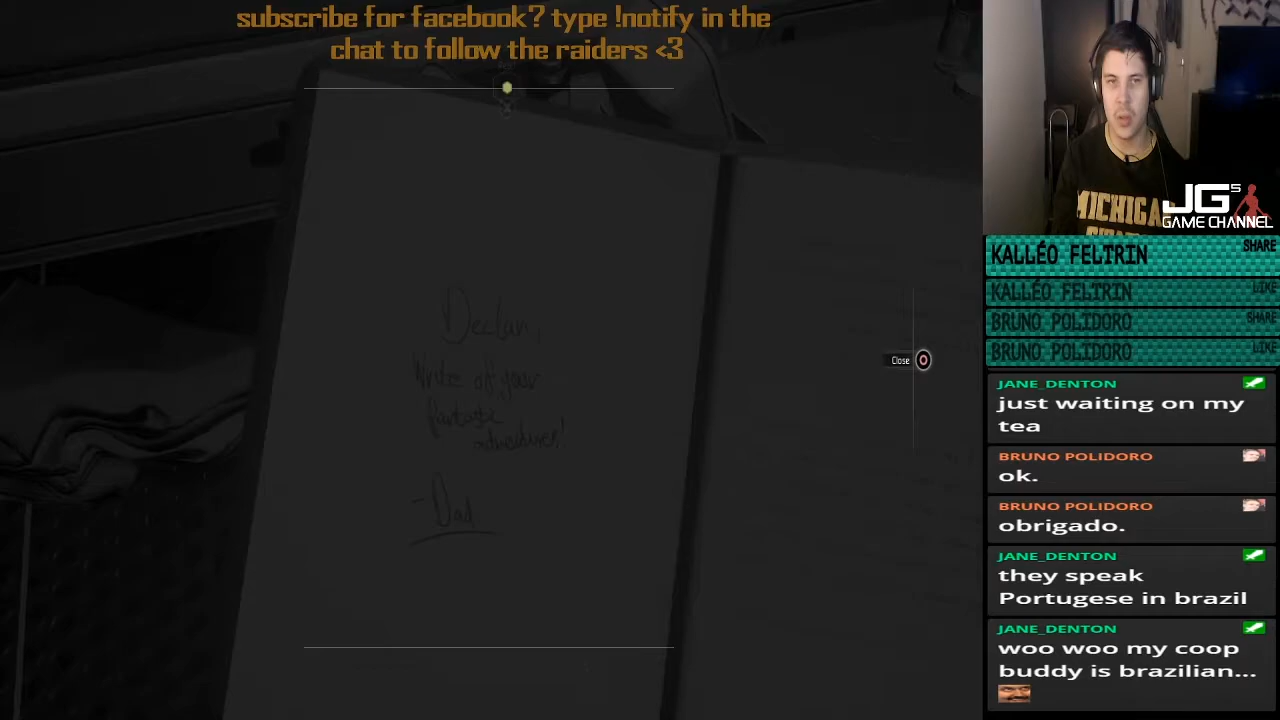 subscribe for facebook? type !notify in the
chat to follow the raiders <3
Declan,
Write of your
fantastic
adventures!
-Dad
Close
MICHIGA
JG5
GAME CHANNEL
KALLÉO FELTRIN SHARE
KALLÉO FELTRIN LIKE
BRUNO POLIDORO SHARE
BRUNO POLIDORO LIKE
JANE_DENTON
just waiting on my
tea
BRUNO POLIDORO
ok.
BRUNO POLIDORO
obrigado.
JANE_DENTON
they speak
Portugese in brazil
JANE_DENTON
woo woo my coop
buddy is brazilian...